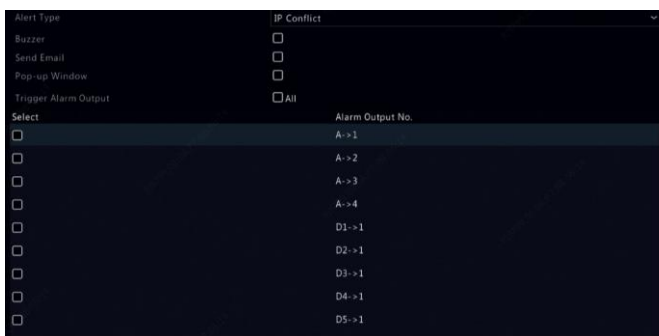 Alert Type IP Conflict
Buzzer
Send Email
Pop-up Window
Trigger Alarm Output All
Select Alarm Output No.
A->1
A->2
A->3
A->4
D1->1
D2->1
D3->1
D4->1
D5->1